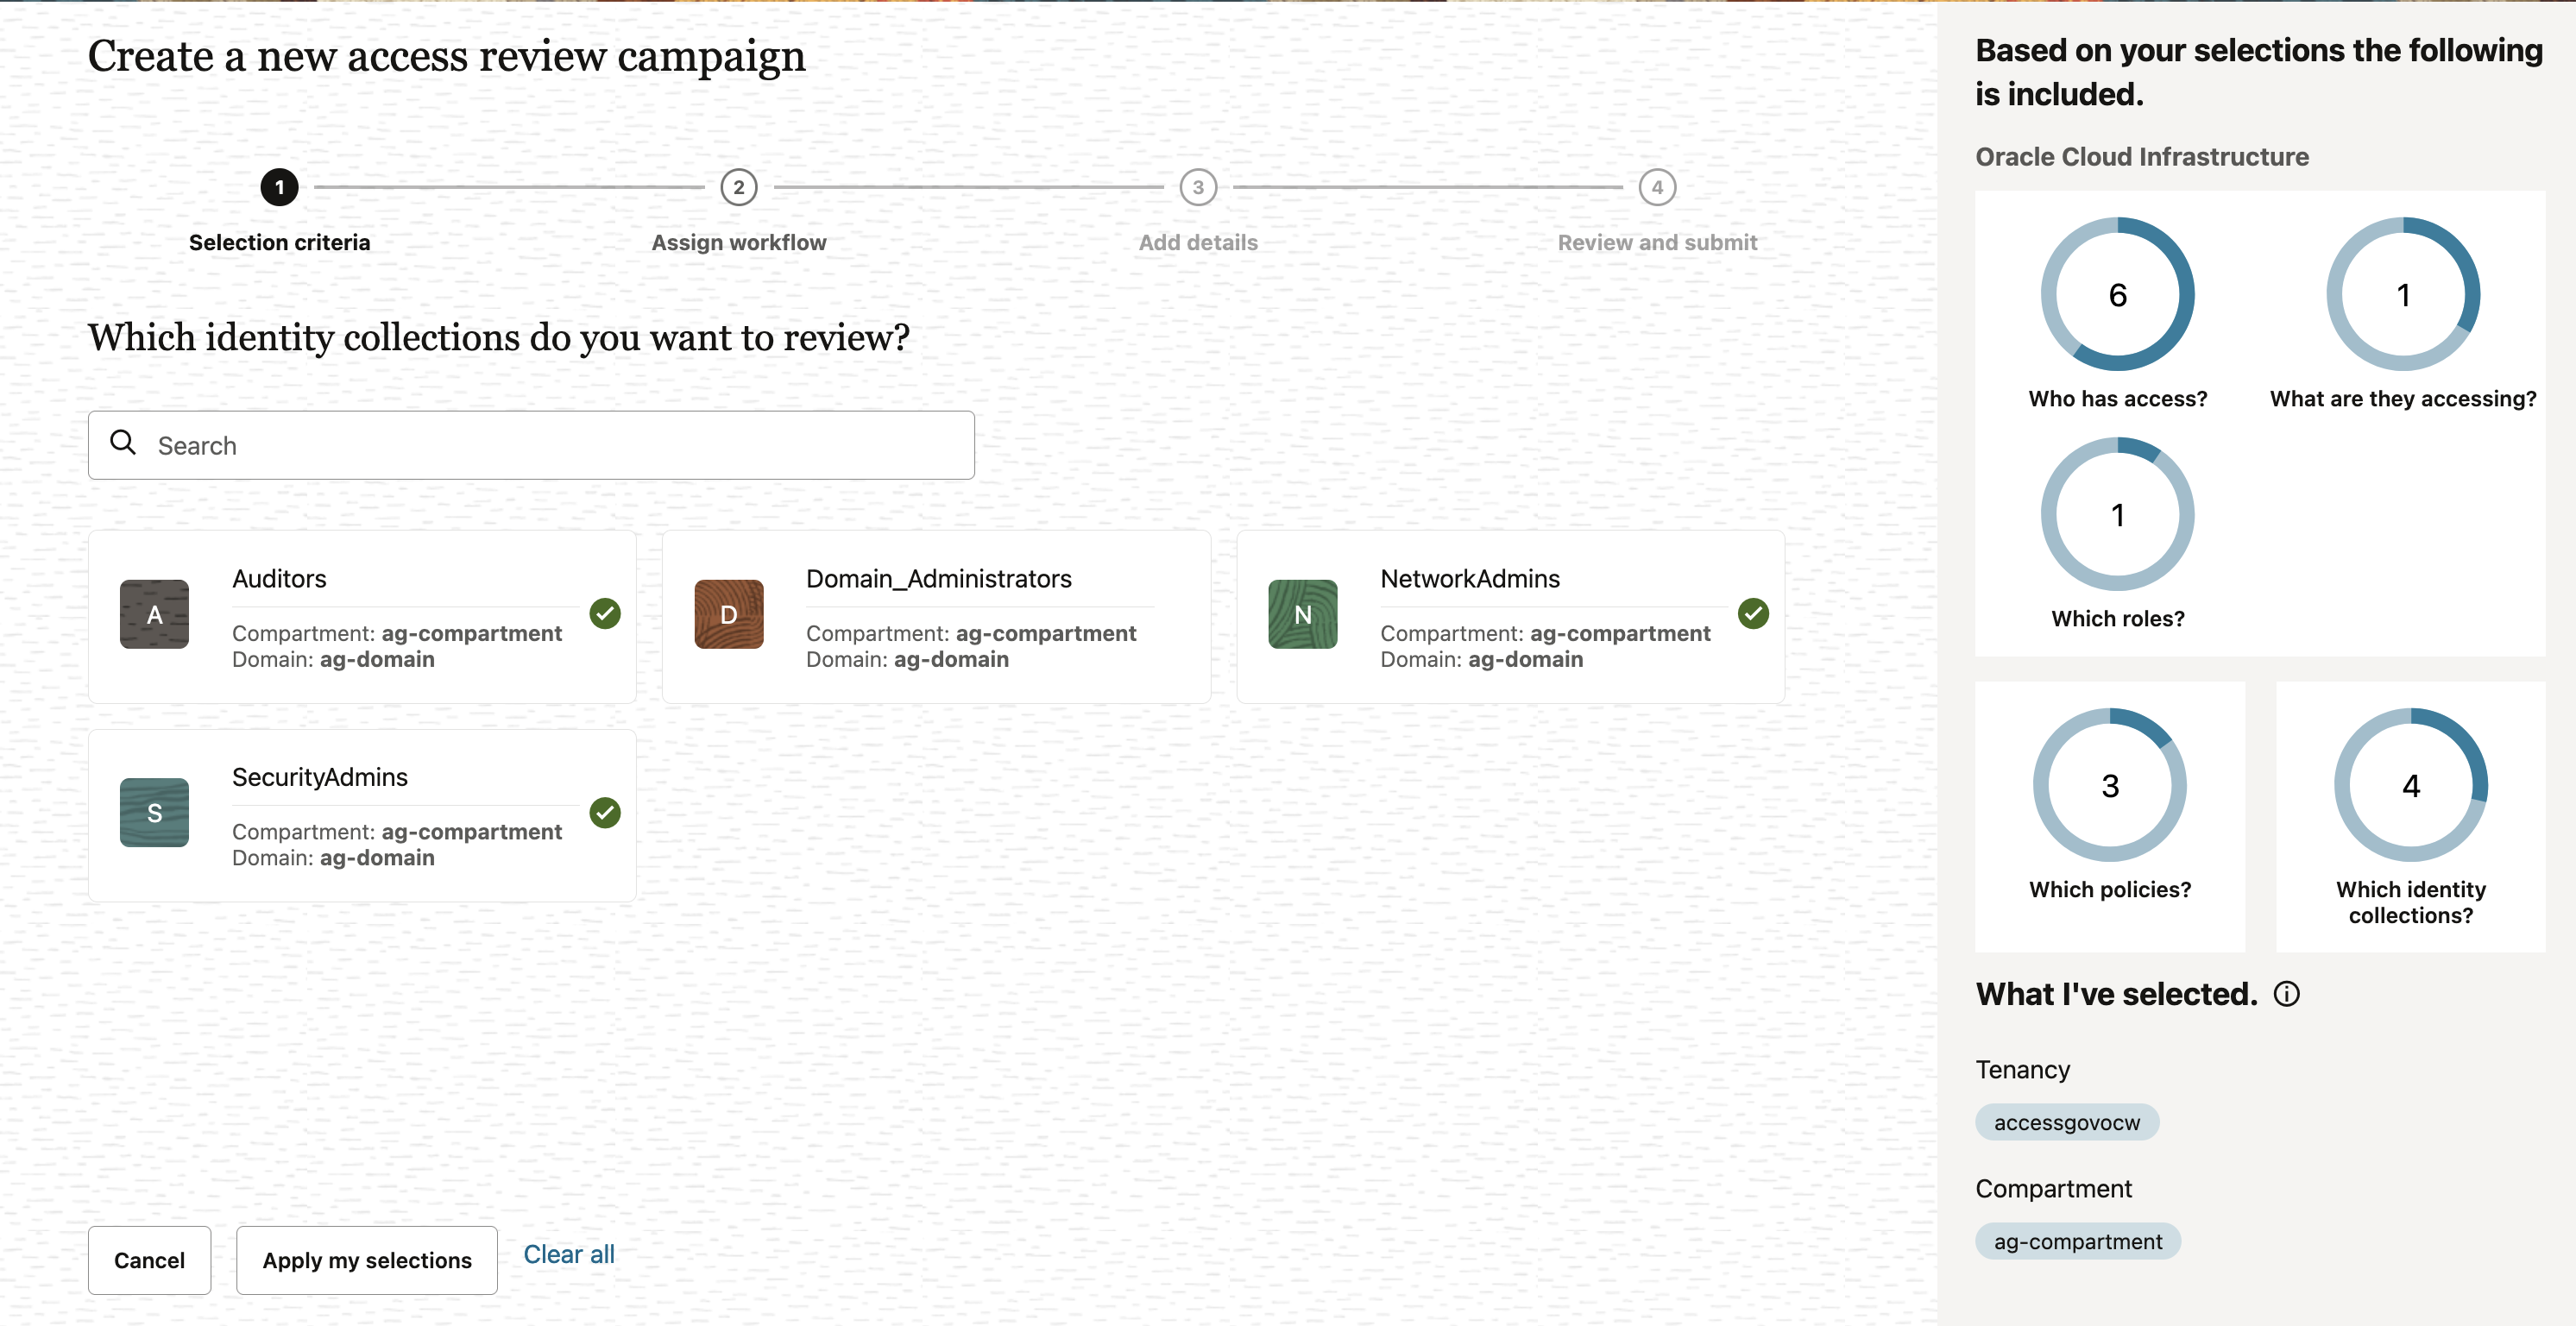 Create a new access review campaign
1
2
3
4
Selection criteria
Assign workflow
Add details
Review and submit
Which identity collections do you want to review?
Search
A
Auditors
Compartment: ag-compartment
Domain: ag-domain
D
Domain_Administrators
Compartment: ag-compartment
Domain: ag-domain
N
NetworkAdmins
Compartment: ag-compartment
Domain: ag-domain
S
SecurityAdmins
Compartment: ag-compartment
Domain: ag-domain
Cancel
Apply my selections
Clear all
Based on your selections the following
is included.
Oracle Cloud Infrastructure
6
Who has access?
1
What are they accessing?
1
Which roles?
3
Which policies?
4
Which identity
collections?
What I've selected.
Tenancy
accessgovocw
Compartment
ag-compartment